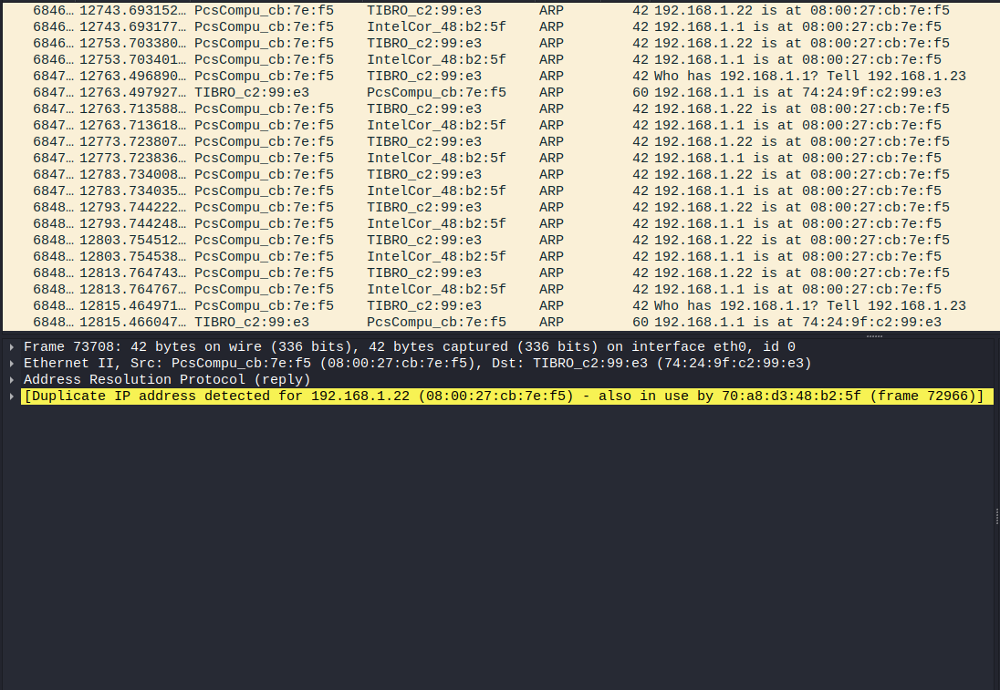 6846… 12743.693152… PcsCompu_cb:7e:f5 TIBRO_c2:99:e3 ARP 42 192.168.1.22 is at 08:00:27:cb:7e:f5
6846… 12743.693177… PcsCompu_cb:7e:f5 IntelCor_48:b2:5f ARP 42 192.168.1.1 is at 08:00:27:cb:7e:f5
6846… 12753.703380… PcsCompu_cb:7e:f5 TIBRO_c2:99:e3 ARP 42 192.168.1.22 is at 08:00:27:cb:7e:f5
6846… 12753.703401… PcsCompu_cb:7e:f5 IntelCor_48:b2:5f ARP 42 192.168.1.1 is at 08:00:27:cb:7e:f5
6847… 12763.496890… PcsCompu_cb:7e:f5 TIBRO_c2:99:e3 ARP 42 Who has 192.168.1.1? Tell 192.168.1.23
6847… 12763.497927… TIBRO_c2:99:e3 PcsCompu_cb:7e:f5 ARP 60 192.168.1.1 is at 74:24:9f:c2:99:e3
6847… 12763.713588… PcsCompu_cb:7e:f5 TIBRO_c2:99:e3 ARP 42 192.168.1.22 is at 08:00:27:cb:7e:f5
6847… 12763.713618… PcsCompu_cb:7e:f5 IntelCor_48:b2:5f ARP 42 192.168.1.1 is at 08:00:27:cb:7e:f5
6847… 12773.723807… PcsCompu_cb:7e:f5 TIBRO_c2:99:e3 ARP 42 192.168.1.22 is at 08:00:27:cb:7e:f5
6847… 12773.723836… PcsCompu_cb:7e:f5 IntelCor_48:b2:5f ARP 42 192.168.1.1 is at 08:00:27:cb:7e:f5
6847… 12783.734008… PcsCompu_cb:7e:f5 TIBRO_c2:99:e3 ARP 42 192.168.1.22 is at 08:00:27:cb:7e:f5
6847… 12783.734035… PcsCompu_cb:7e:f5 IntelCor_48:b2:5f ARP 42 192.168.1.1 is at 08:00:27:cb:7e:f5
6848… 12793.744222… PcsCompu_cb:7e:f5 TIBRO_c2:99:e3 ARP 42 192.168.1.22 is at 08:00:27:cb:7e:f5
6848… 12793.744248… PcsCompu_cb:7e:f5 IntelCor_48:b2:5f ARP 42 192.168.1.1 is at 08:00:27:cb:7e:f5
6848… 12803.754512… PcsCompu_cb:7e:f5 TIBRO_c2:99:e3 ARP 42 192.168.1.22 is at 08:00:27:cb:7e:f5
6848… 12803.754538… PcsCompu_cb:7e:f5 IntelCor_48:b2:5f ARP 42 192.168.1.1 is at 08:00:27:cb:7e:f5
6848… 12813.764743… PcsCompu_cb:7e:f5 TIBRO_c2:99:e3 ARP 42 192.168.1.22 is at 08:00:27:cb:7e:f5
6848… 12813.764767… PcsCompu_cb:7e:f5 IntelCor_48:b2:5f ARP 42 192.168.1.1 is at 08:00:27:cb:7e:f5
6848… 12815.464971… PcsCompu_cb:7e:f5 TIBRO_c2:99:e3 ARP 42 Who has 192.168.1.1? Tell 192.168.1.23
6848… 12815.466047… TIBRO_c2:99:e3 PcsCompu_cb:7e:f5 ARP 60 192.168.1.1 is at 74:24:9f:c2:99:e3
Frame 73708: 42 bytes on wire (336 bits), 42 bytes captured (336 bits) on interface eth0, id 0
Ethernet II, Src: PcsCompu_cb:7e:f5 (08:00:27:cb:7e:f5), Dst: TIBRO_c2:99:e3 (74:24:9f:c2:99:e3)
Address Resolution Protocol (reply)
[Duplicate IP address detected for 192.168.1.22 (08:00:27:cb:7e:f5) - also in use by 70:a8:d3:48:b2:5f (frame 72966)]